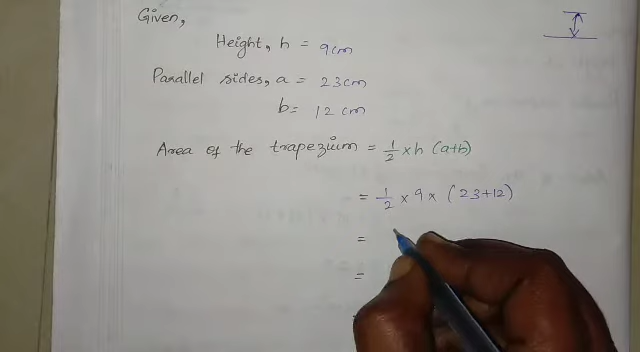 Given,
Height, h = 9cm
Parallel sides, a = 23cm
b = 12 cm
Area of the trapezium = 1/2 × h (a+b)
= 1/2 × 9 × (23+12)
=
=